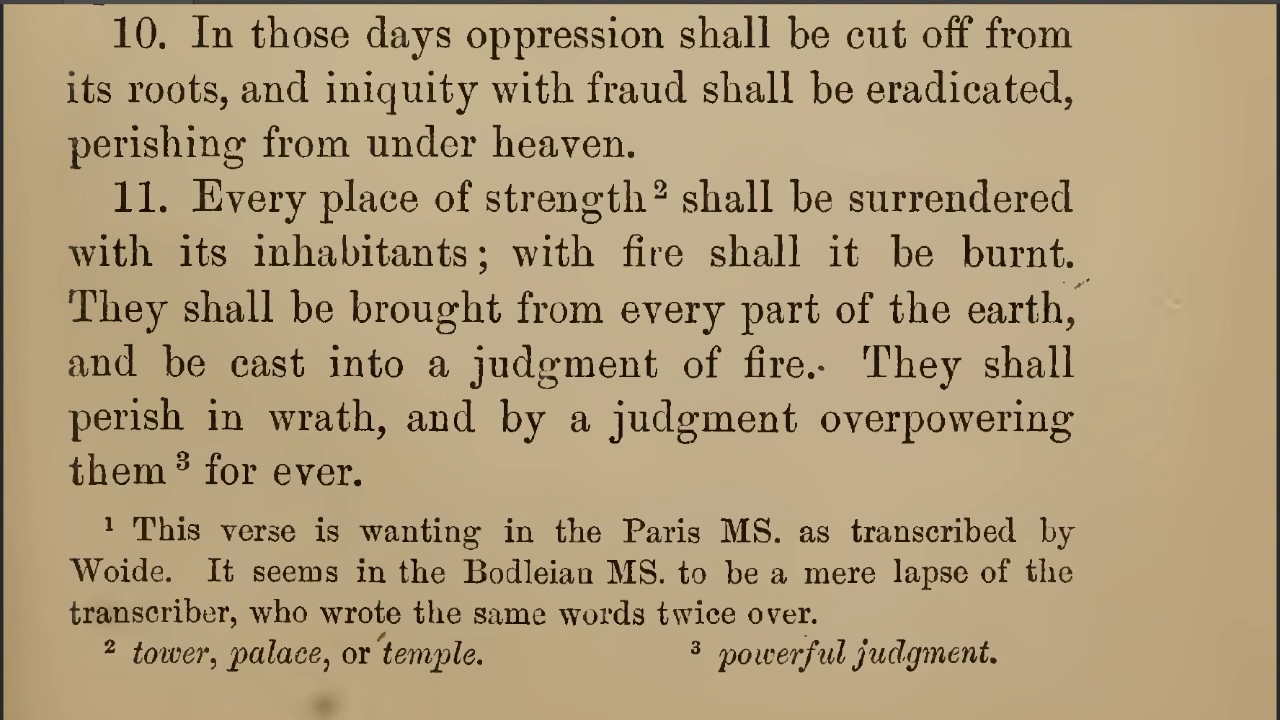 10. In those days oppression shall be cut off from
its roots, and iniquity with fraud shall be eradicated,
perishing from under heaven.
11. Every place of strength² shall be surrendered
with its inhabitants; with fire shall it be burnt.
They shall be brought from every part of the earth,
and be cast into a judgment of fire. They shall
perish in wrath, and by a judgment overpowering
them³ for ever.
¹ This verse is wanting in the Paris MS. as transcribed by
Woide. It seems in the Bodleian MS. to be a mere lapse of the
transcriber, who wrote the same words twice over.
² tower, palace, or temple. ³ powerful judgment.